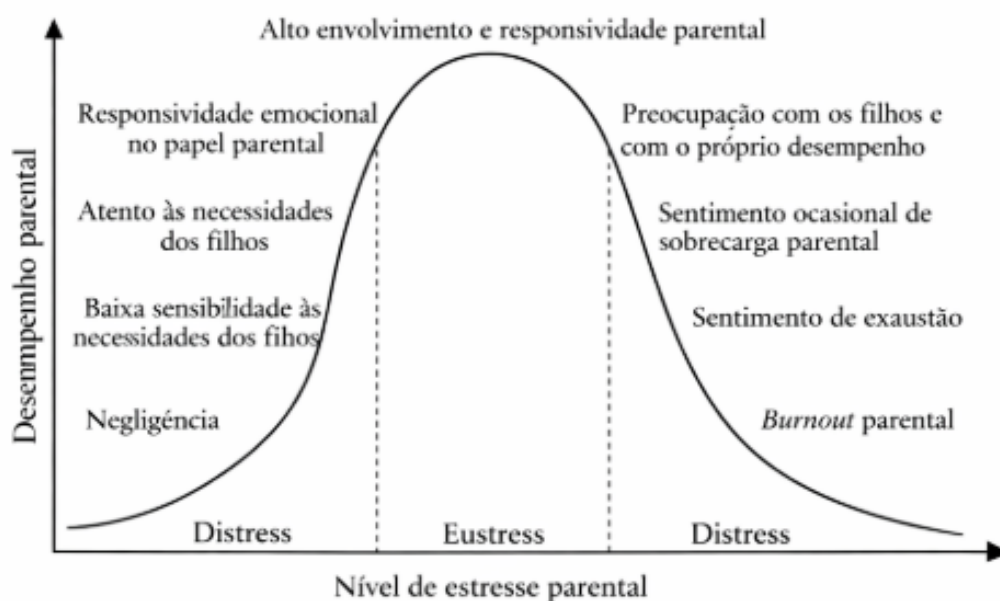 Alto envolvimento e responsividade parental
Responsividade emocional
no papel parental
Atento às necessidades
dos filhos
Baixa sensibilidade às
necessidades dos fihos
Negligéncia
Preocupação com os filhos e
com o próprio desempenho
Sentimento ocasional de
sobrecarga parental
Sentimento de exaustão
Burnout parental
Desenmpemho parental
Distress
Eustress
Distress
Nível de estresse parental